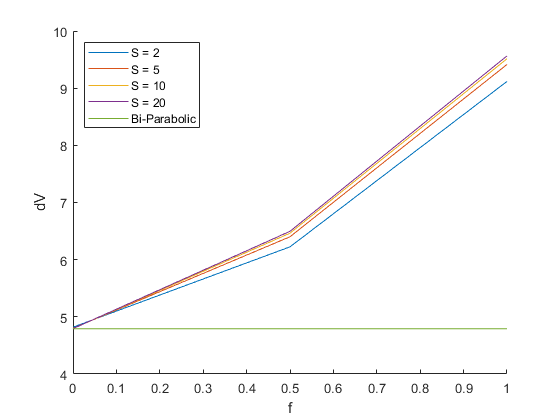 10
9
8
7
6
5
4
dV
S = 2
S = 5
S = 10
S = 20
Bi-Parabolic
0 0.1 0.2 0.3 0.4 0.5 0.6 0.7 0.8 0.9 1
f